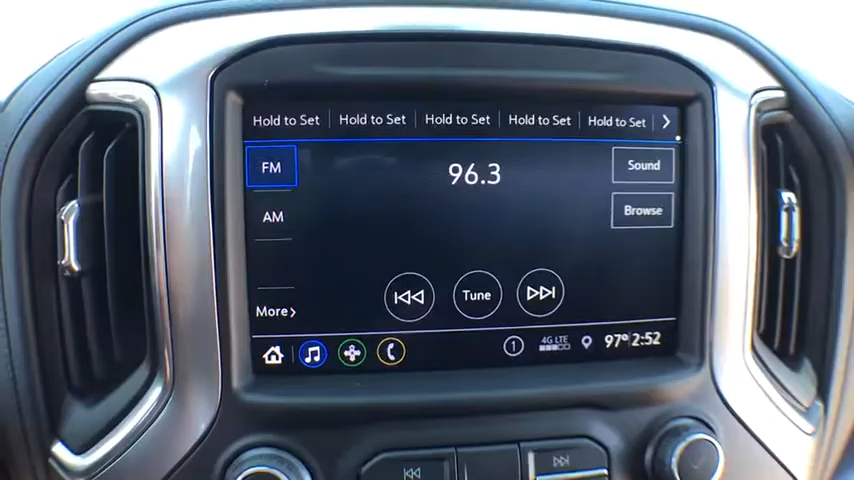 Hold to Set Hold to Set Hold to Set Hold to Set Hold to Set
FM 96.3 Sound
AM Browse
More Tune
1 4G LTE 97° 2:52